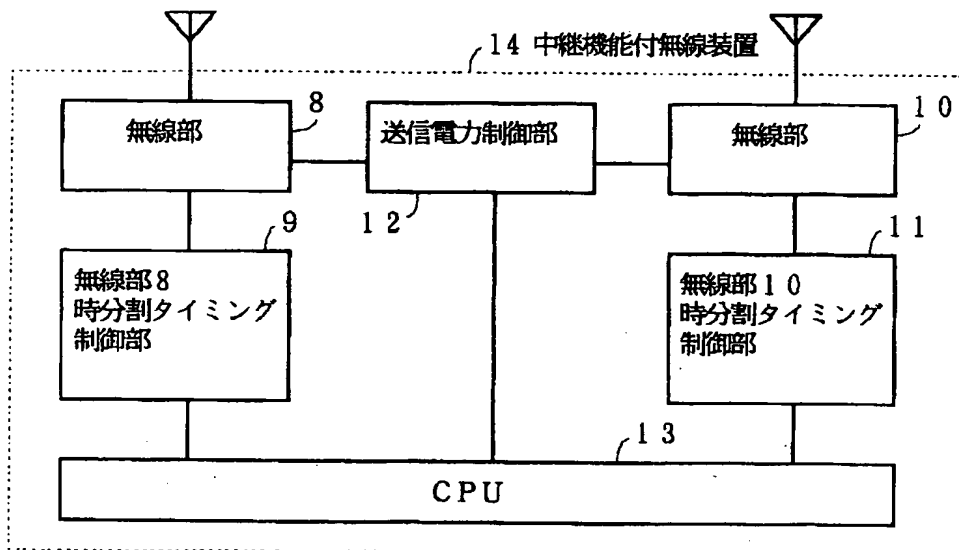 14 中継機能付無線装置
無線部
8
送信電力制御部
12
無線部
10
9
無線部8
時分割タイミング
制御部
11
無線部10
時分割タイミング
制御部
13
CPU